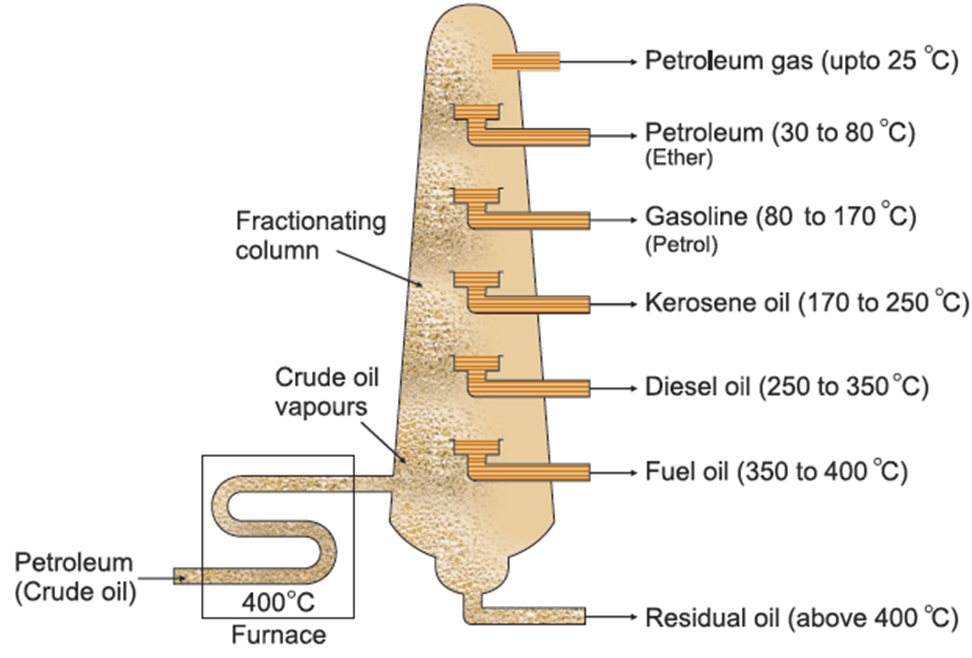 Petroleum gas (upto 25 °C)
Petroleum (30 to 80 °C)
(Ether)
Gasoline (80 to 170 °C)
(Petrol)
Fractionating
column
Kerosene oil (170 to 250 °C)
Crude oil
vapours
Diesel oil (250 to 350 °C)
Fuel oil (350 to 400 °C)
Petroleum
(Crude oil)
400°C
Furnace
Residual oil (above 400 °C)